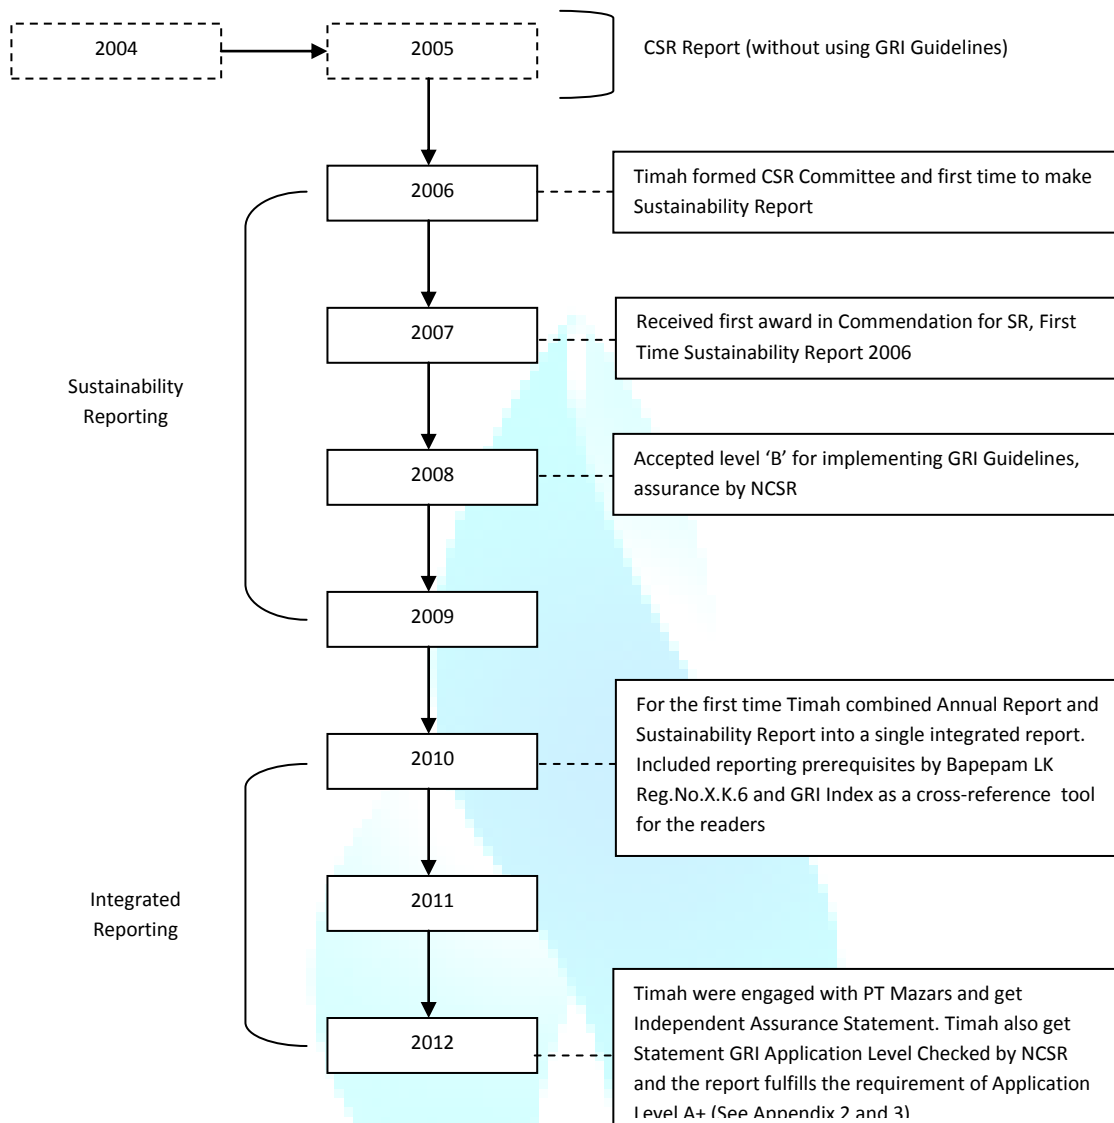 2004
2005
CSR Report (without using GRI Guidelines)
2006
Timah formed CSR Committee and first time to make
Sustainability Report
2007
Received first award in Commendation for SR, First
Time Sustainability Report 2006
Sustainability
Reporting
2008
Accepted level ‘B’ for implementing GRI Guidelines,
assurance by NCSR
2009
2010
For the first time Timah combined Annual Report and
Sustainability Report into a single integrated report.
Included reporting prerequisites by Bapepam LK
Reg.No.X.K.6 and GRI Index as a cross-reference tool
for the readers
Integrated
Reporting
2011
2012
Timah were engaged with PT Mazars and get
Independent Assurance Statement. Timah also get
Statement GRI Application Level Checked by NCSR
and the report fulfills the requirement of Application
Level A+ (See Appendix 2 and 3)